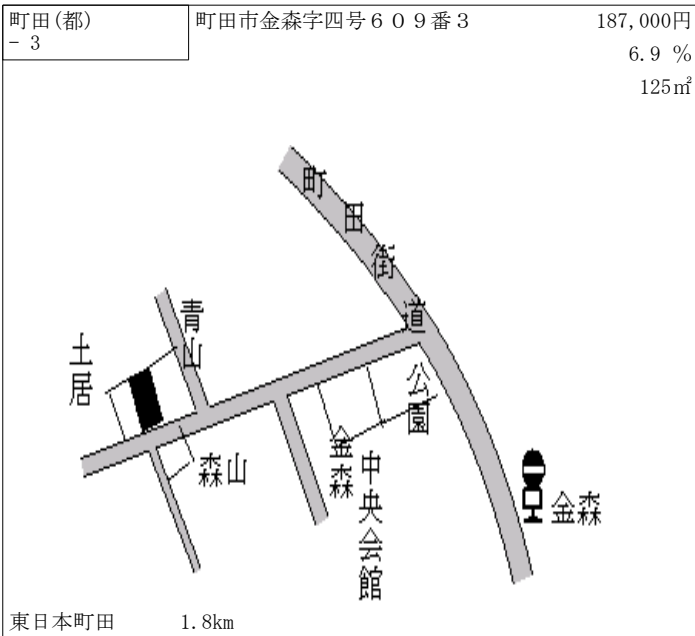 町田(都)
- 3
町田市金森字四号６０９番３
187,000円
6.9 %
125㎡
町田街道
青山
土居
公園
森山
金森
中央会館
金森
東日本町田 1.8km